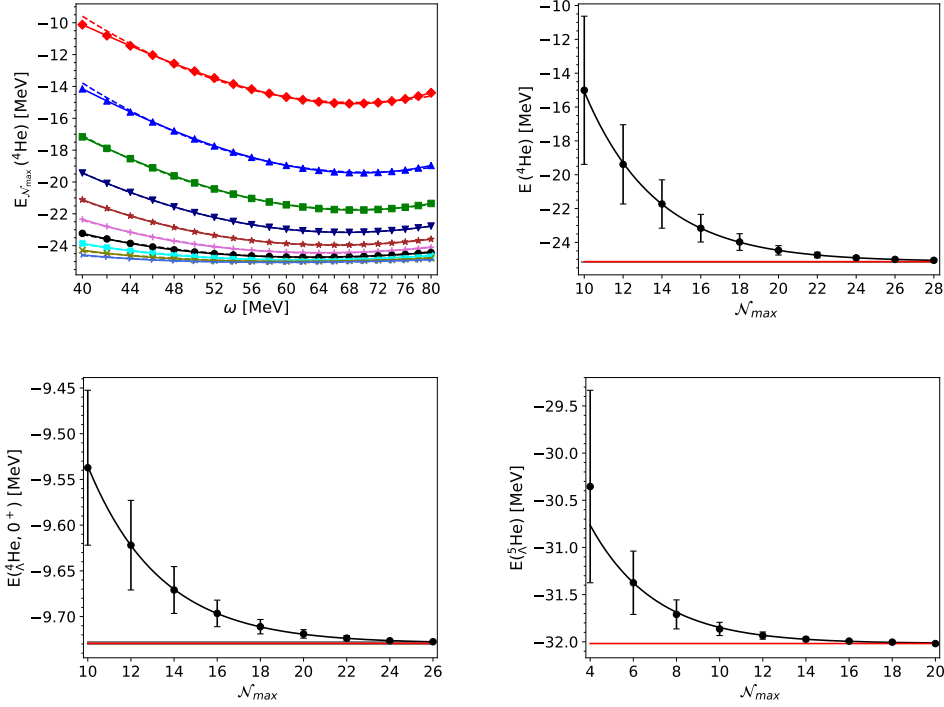 E𝒩max (⁴He) [MeV]
−10
−12
−14
−16
−18
−20
−22
−24
40 44 48 52 56 60 64 68 72 76 80
ω [MeV]
E (⁴He) [MeV]
−12
−14
−16
−18
−20
−22
−24
10 12 14 16 18 20 22 24 26 28
𝒩max
E(⁴ΛHe, 0⁺) [MeV]
−9.45
−9.50
−9.55
−9.60
−9.65
−9.70
10 12 14 16 18 20 22 24 26
𝒩max
E(⁵ΛHe) [MeV]
−29.5
−30.0
−30.5
−31.0
−31.5
−32.0
4 6 8 10 12 14 16 18 20
𝒩max